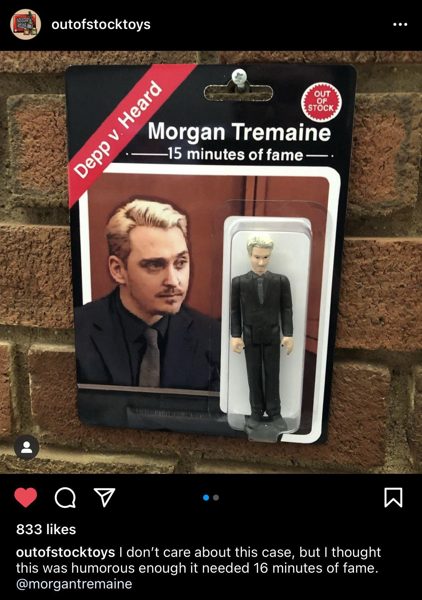 outofstocktoys
OUT
OF
STOCK
Depp v. Heard
Morgan Tremaine
15 minutes of fame
833 likes
outofstocktoys I don't care about this case, but I thought
this was humorous enough it needed 16 minutes of fame.
@morgantremaine